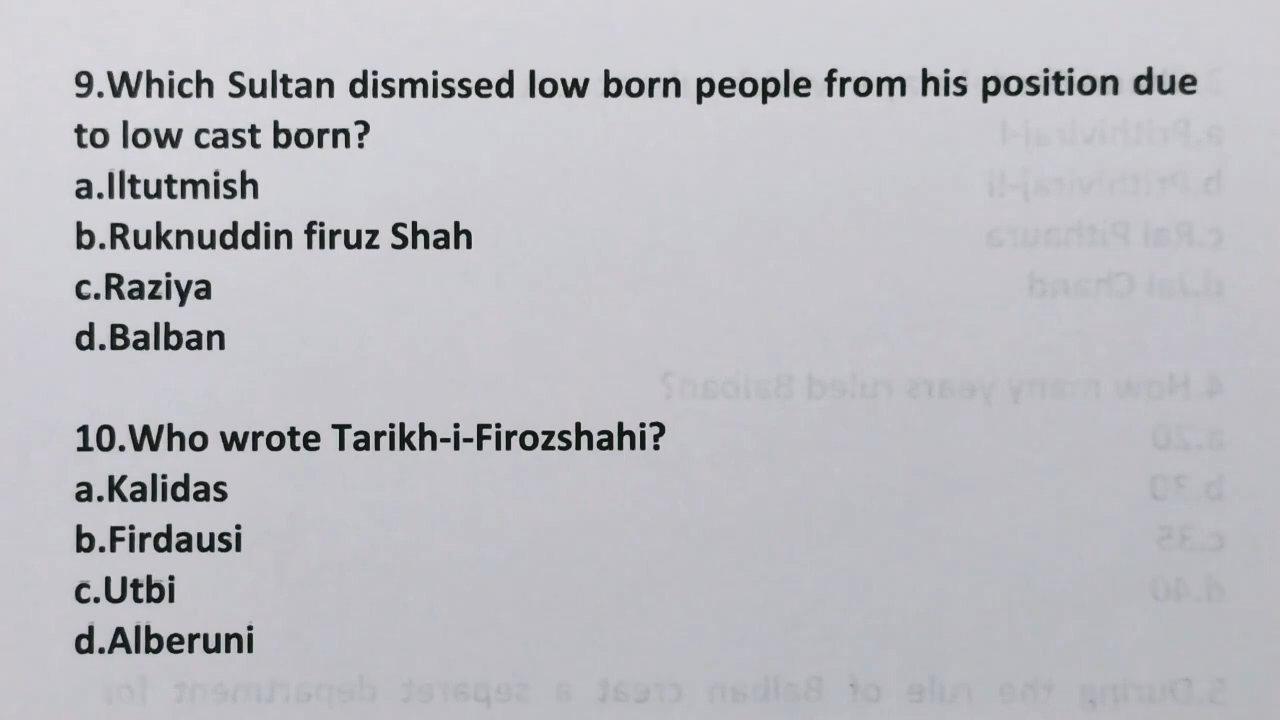 9.Which Sultan dismissed low born people from his position due
to low cast born?
a.Iltutmish
b.Ruknuddin firuz Shah
c.Raziya
d.Balban
10.Who wrote Tarikh-i-Firozshahi?
a.Kalidas
b.Firdausi
c.Utbi
d.Alberuni